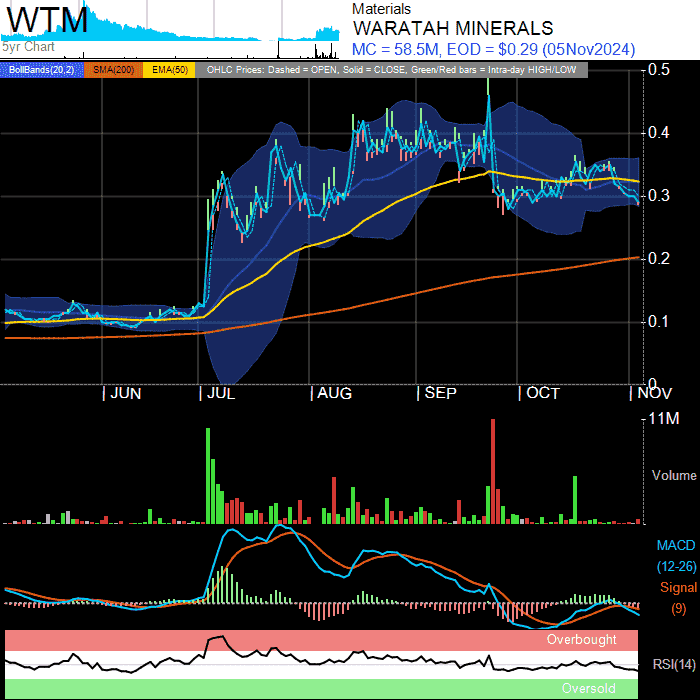 WTM
5yr Chart
Materials
WARATAH MINERALS
MC = 58.5M, EOD = $0.29 (05Nov2024)
BollBands(20,2) SMA(200) EMA(50) OHLC Prices: Dashed = OPEN, Solid = CLOSE, Green/Red bars = Intra-day HIGH/LOW
0.5
0.4
0.3
0.2
0.1
0
JUN JUL AUG SEP OCT NOV
11M
Volume
MACD
(12-26)
Signal
(9)
Overbought
RSI(14)
Oversold